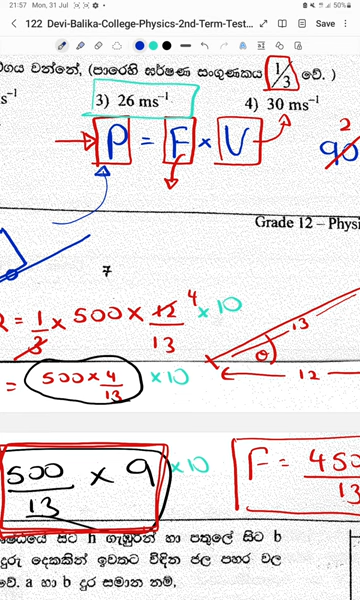 21:57 Mon, 31 Jul 50%
122 Devi-Balika-College-Physics-2nd-Term-Test... Save
වන්නේ, (පාරෙහි ඝර්ෂණ සංගුණකය 1/3 වේ. )
s⁻¹ 3) 26 ms⁻¹ 4) 30 ms⁻¹
P = F × V
2
90
Grade 12 – Physi
7
R = 1/3 × 500 × 12/13 4 × 10
13
θ
12
= 500 × 4/13 × 10
500/13 × 9 × 10
F = 450/13
සිට h ගැඹුරින් හා පතුලේ සිට b
දුරු දෙකකින් ඉවතට විදින ජල පහර වල
වේ. a හා b දුර සමාන නම්,